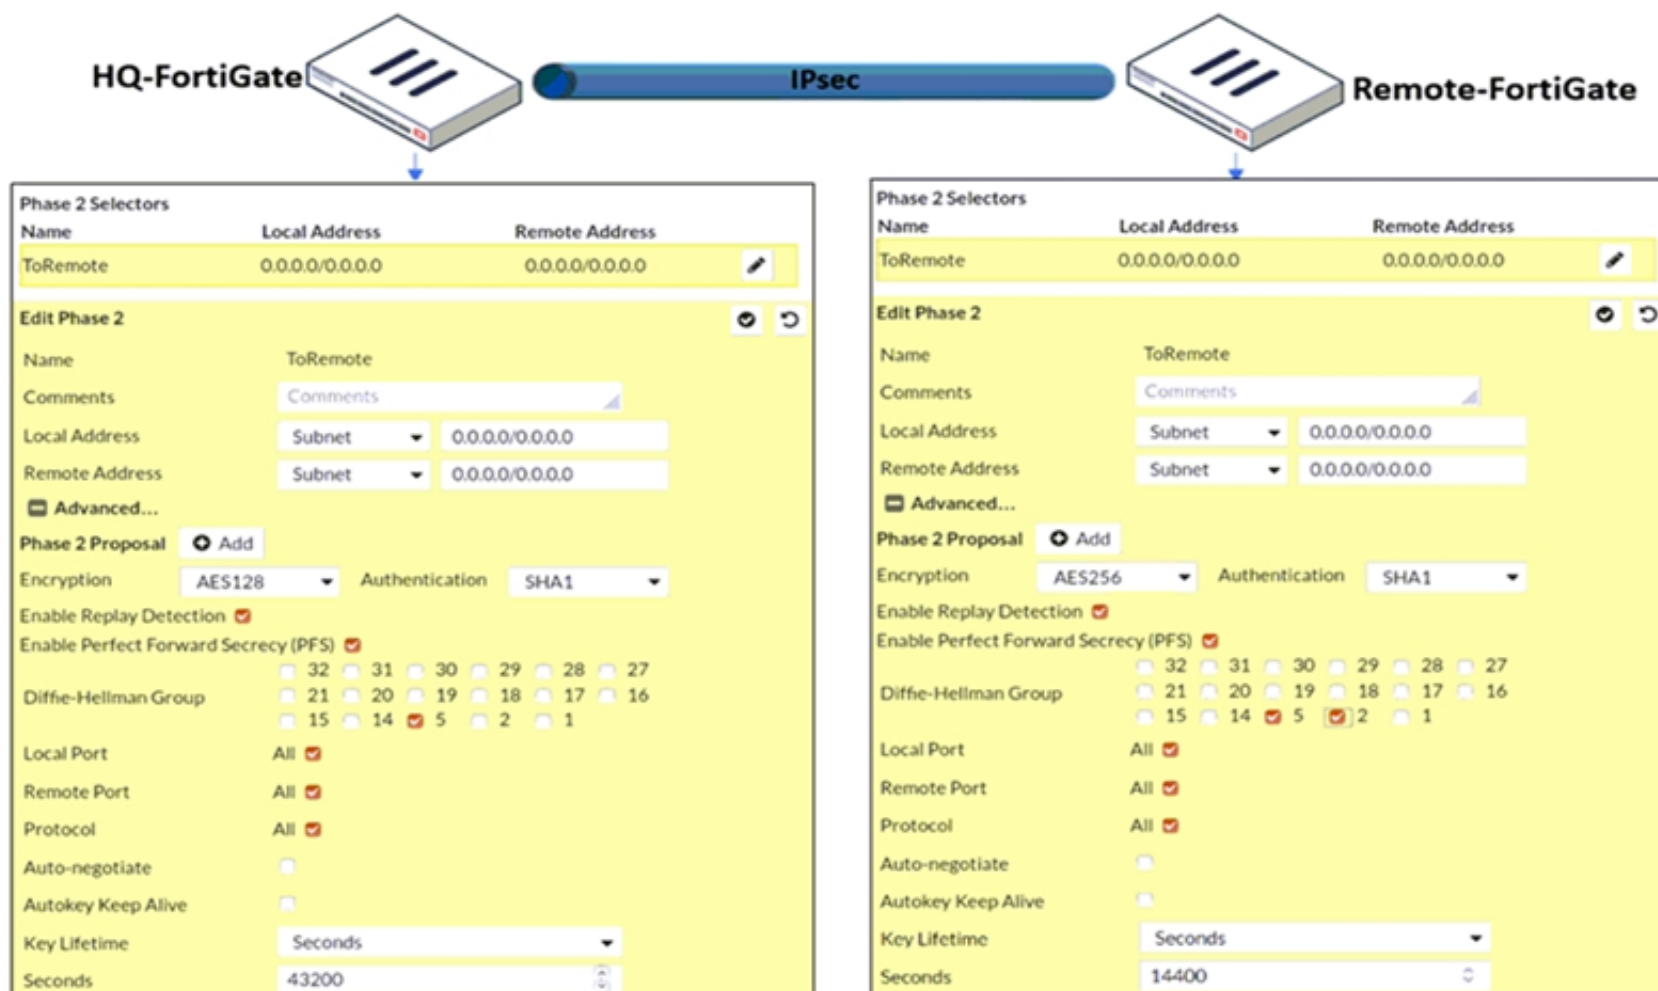 HQ-FortiGate
IPsec
Remote-FortiGate
Phase 2 Selectors
Name Local Address Remote Address
ToRemote 0.0.0.0/0.0.0.0 0.0.0.0/0.0.0.0
Edit Phase 2
Name ToRemote
Comments Comments
Local Address Subnet 0.0.0.0/0.0.0.0
Remote Address Subnet 0.0.0.0/0.0.0.0
Advanced...
Phase 2 Proposal Add
Encryption AES128 Authentication SHA1
Enable Replay Detection
Enable Perfect Forward Secrecy (PFS)
32 31 30 29 28 27
Diffie-Hellman Group 21 20 19 18 17 16
15 14 5 2 1
Local Port All
Remote Port All
Protocol All
Auto-negotiate
Autokey Keep Alive
Key Lifetime Seconds
Seconds 43200
Phase 2 Selectors
Name Local Address Remote Address
ToRemote 0.0.0.0/0.0.0.0 0.0.0.0/0.0.0.0
Edit Phase 2
Name ToRemote
Comments Comments
Local Address Subnet 0.0.0.0/0.0.0.0
Remote Address Subnet 0.0.0.0/0.0.0.0
Advanced...
Phase 2 Proposal Add
Encryption AES256 Authentication SHA1
Enable Replay Detection
Enable Perfect Forward Secrecy (PFS)
32 31 30 29 28 27
Diffie-Hellman Group 21 20 19 18 17 16
15 14 5 2 1
Local Port All
Remote Port All
Protocol All
Auto-negotiate
Autokey Keep Alive
Key Lifetime Seconds
Seconds 14400